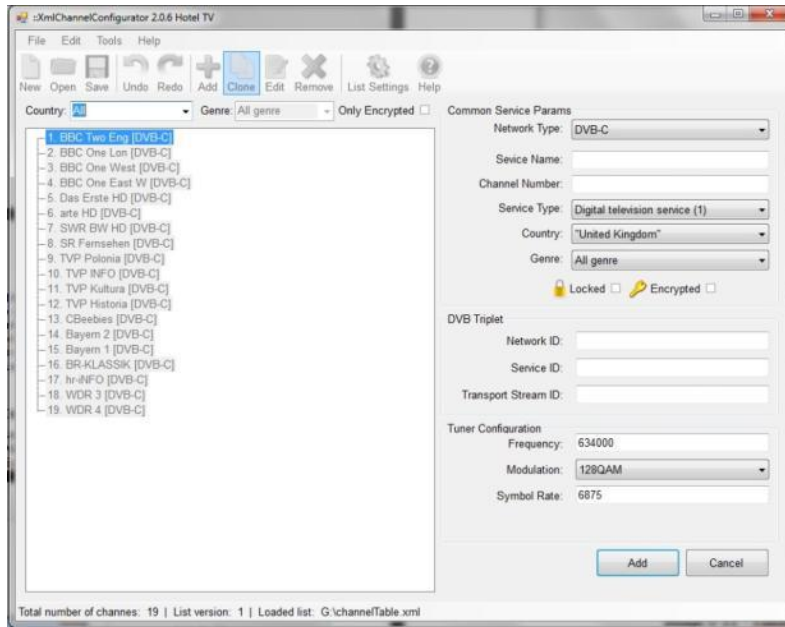 ::XmlChannelConfigurator 2.0.6 Hotel TV
File Edit Tools Help
New Open Save Undo Redo Add Clone Edit Remove List Settings Help
Country: All Genre: All genre Only Encrypted
1. BBC Two Eng [DVB-C]
2. BBC One Lon [DVB-C]
3. BBC One West [DVB-C]
4. BBC One East W [DVB-C]
5. Das Erste HD [DVB-C]
6. arte HD [DVB-C]
7. SWR BW HD [DVB-C]
8. SR Fernsehen [DVB-C]
9. TVP Polonia [DVB-C]
10. TVP INFO [DVB-C]
11. TVP Kultura [DVB-C]
12. TVP Historia [DVB-C]
13. CBeebies [DVB-C]
14. Bayern 2 [DVB-C]
15. Bayern 1 [DVB-C]
16. BR-KLASSIK [DVB-C]
17. hr-iNFO [DVB-C]
18. WDR 3 [DVB-C]
19. WDR 4 [DVB-C]
Common Service Params
Network Type: DVB-C
Sevice Name:
Channel Number:
Service Type: Digital television service (1)
Country: "United Kingdom"
Genre: All genre
Locked Encrypted
DVB Triplet
Network ID:
Service ID:
Transport Stream ID:
Tuner Configuration
Frequency: 634000
Modulation: 128QAM
Symbol Rate: 6875
Add Cancel
Total number of channes: 19 | List version: 1 | Loaded list: G:\channelTable.xml